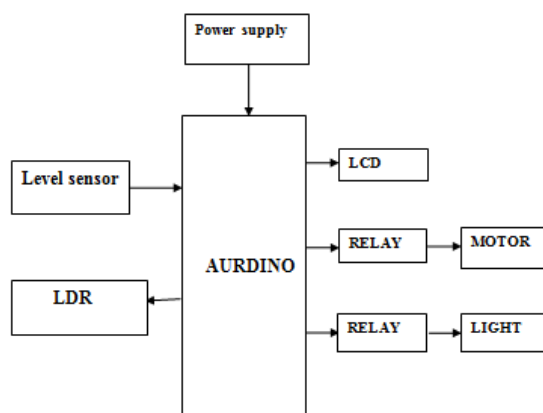 Power supply
Level sensor
LCD
AURDINO
RELAY
MOTOR
LDR
RELAY
LIGHT